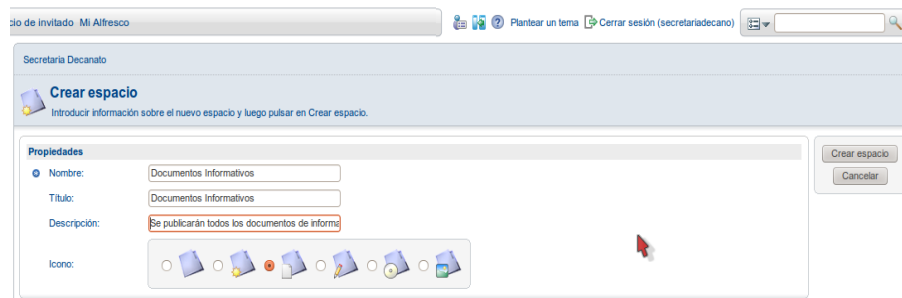 cio de invitado Mi Alfresco
Plantear un tema Cerrar sesión (secretariadecano)
Secretaria Decanato
Crear espacio
Introducir información sobre el nuevo espacio y luego pulsar en Crear espacio.
Propiedades
Crear espacio
Nombre: Documentos Informativos
Cancelar
Título: Documentos Informativos
Descripción: Se publicarán todos los documentos de informa
Icono: